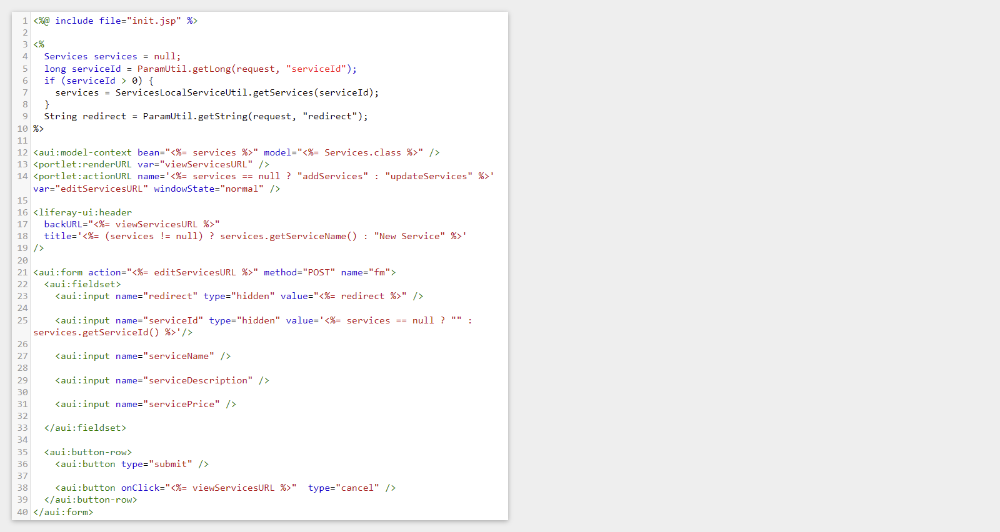 1 <%@ include file="init.jsp" %>
2
3 <%
4   Services services = null;
5   long serviceId = ParamUtil.getLong(request, "serviceId");
6   if (serviceId > 0) {
7     services = ServicesLocalServiceUtil.getServices(serviceId);
8   }
9   String redirect = ParamUtil.getString(request, "redirect");
10 %>
11
12 <aui:model-context bean="<%= services %>" model="<%= Services.class %>" />
13 <portlet:renderURL var="viewServicesURL" />
14 <portlet:actionURL name='<%= services == null ? "addServices" : "updateServices" %>'
var="editServicesURL" windowState="normal" />
15
16 <liferay-ui:header
17   backURL="<%= viewServicesURL %>"
18   title='<%= (services != null) ? services.getServiceName() : "New Service" %>'
19 />
20
21 <aui:form action="<%= editServicesURL %>" method="POST" name="fm">
22   <aui:fieldset>
23     <aui:input name="redirect" type="hidden" value="<%= redirect %>" />
24
25     <aui:input name="serviceId" type="hidden" value='<%= services == null ? "" :
services.getServiceId() %>'/>
26
27     <aui:input name="serviceName" />
28
29     <aui:input name="serviceDescription" />
30
31     <aui:input name="servicePrice" />
32
33   </aui:fieldset>
34
35   <aui:button-row>
36     <aui:button type="submit" />
37
38     <aui:button onClick="<%= viewServicesURL %>"  type="cancel" />
39   </aui:button-row>
40 </aui:form>